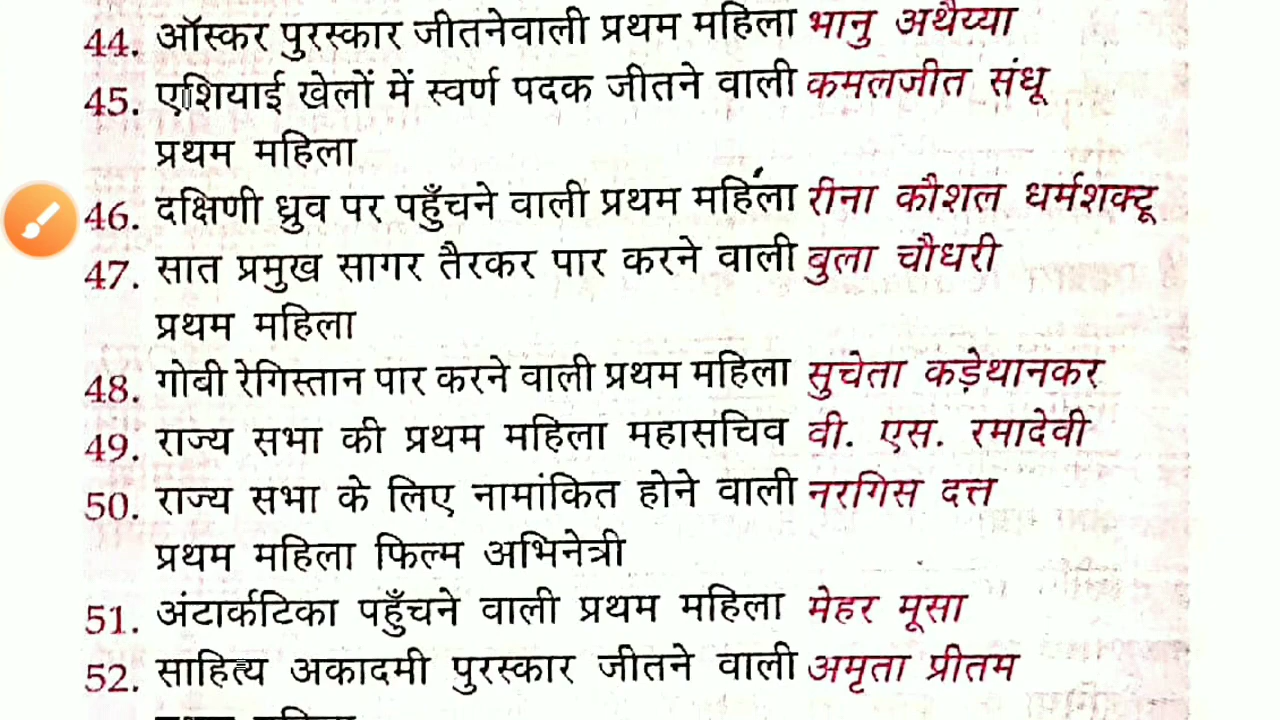 44. ऑस्कर पुरस्कार जीतनेवाली प्रथम महिला भानु अथैय्या
45. एशियाई खेलों में स्वर्ण पदक जीतने वाली कमलजीत संधू
प्रथम महिला
46. दक्षिणी ध्रुव पर पहुँचने वाली प्रथम महिला रीना कौशल धर्मशक्टू
47. सात प्रमुख सागर तैरकर पार करने वाली बुला चौधरी
प्रथम महिला
48. गोवी रेगिस्तान पार करने वाली प्रथम महिला सुचेता कड़ेथानकर
49. राज्य सभा की प्रथम महिला महासचिव वी. एस. रमादेवी
50. राज्य सभा के लिए नामांकित होने वाली नरगिस दत्त
प्रथम महिला फिल्म अभिनेत्री
51. अंटार्कटिका पहुँचने वाली प्रथम महिला मेहर मूसा
52. साहित्य अकादमी पुरस्कार जीतने वाली अमृता प्रीतम